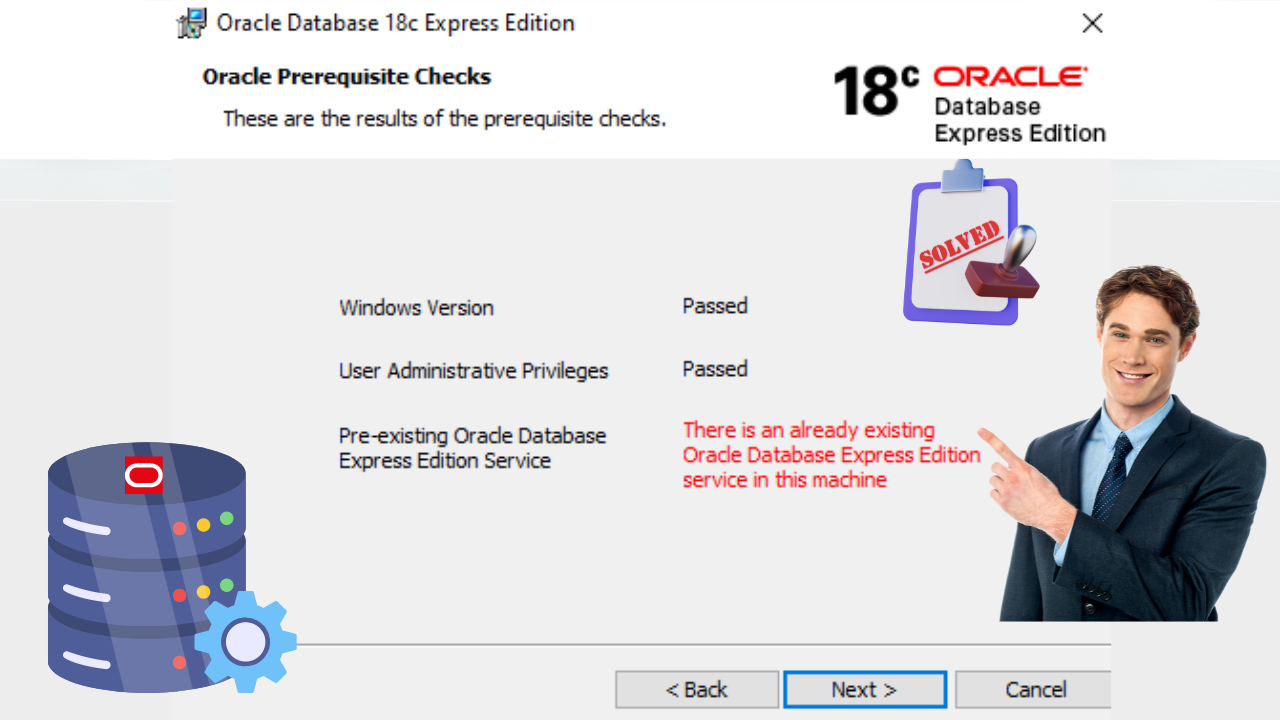 Oracle Database 18c Express Edition
Oracle Prerequisite Checks
These are the results of the prerequisite checks.
18c ORACLE
Database
Express Edition
SOLVED
Windows Version Passed
User Administrative Privileges Passed
Pre-existing Oracle Database
Express Edition Service
There is an already existing
Oracle Database Express Edition
service in this machine
< Back
Next >
Cancel